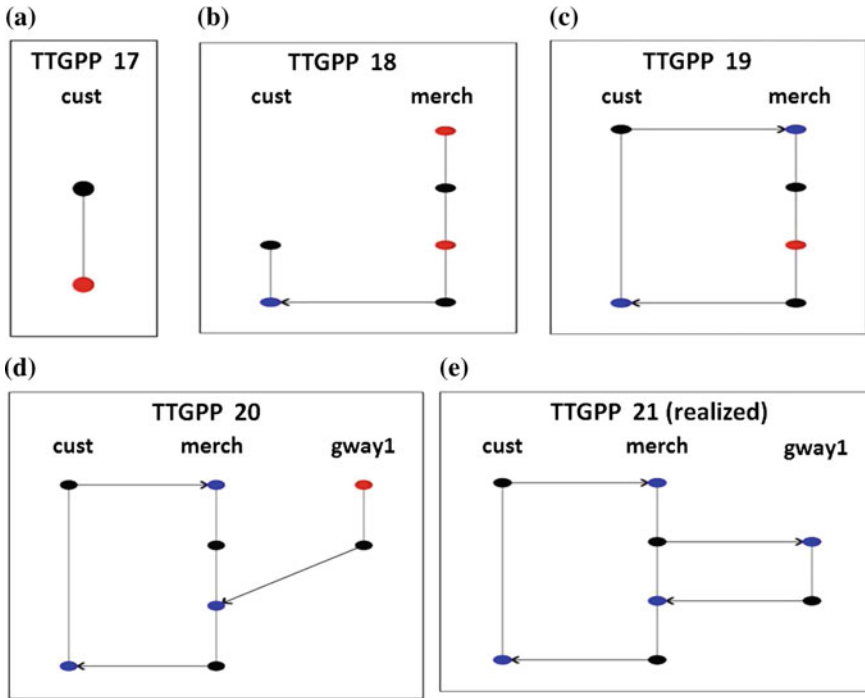 (a)
TTGPP 17
cust
(b)
TTGPP 18
cust merch
(c)
TTGPP 19
cust merch
(d)
TTGPP 20
cust merch gway1
(e)
TTGPP 21 (realized)
cust merch gway1